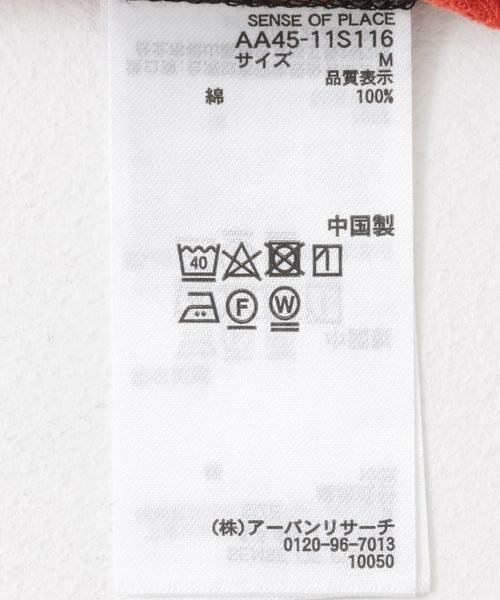 SENSE OF PLACE
AA45-11S116
サイズ M
品質表示
綿 100%
中国製
40
F W
(株)アーバンリサーチ
0120-96-7013
10050